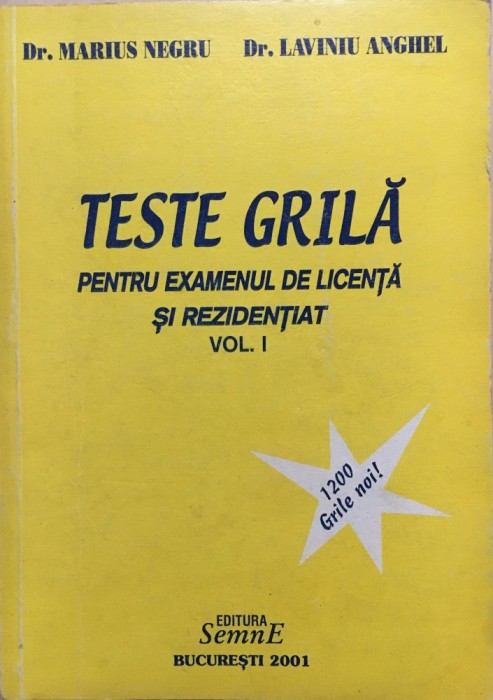 Dr. MARIUS NEGRU Dr. LAVINIU ANGHEL
TESTE GRILĂ
PENTRU EXAMENUL DE LICENȚĂ
ȘI REZIDENȚIAT
VOL. I
1200
Grile noi!
EDITURA
SemnE
BUCUREȘTI 2001